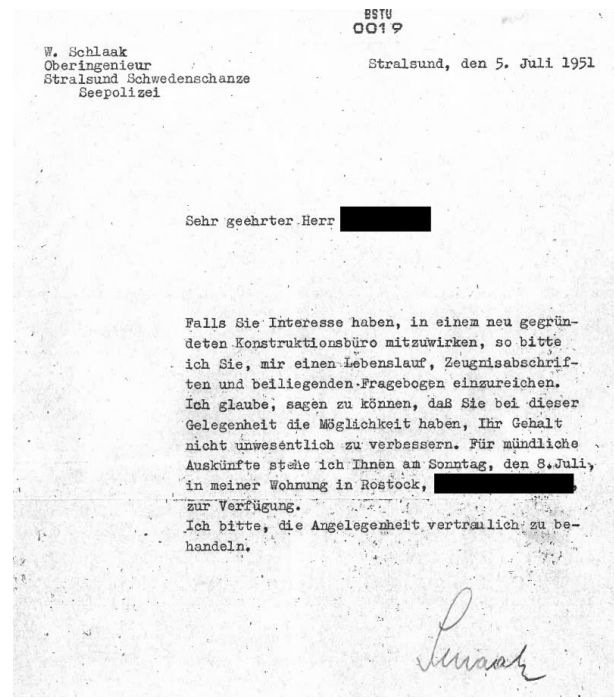 BSTU
0019
W. Schlaak
Oberingenieur
Stralsund Schwedenschanze
Seepolizei
Stralsund, den 5. Juli 1951
Sehr geehrter Herr
Falls Sie Interesse haben, in einem neu gegrün-
deten Konstruktionsbüro mitzuwirken, so bitte
ich Sie, mir einen Lebenslauf, Zeugnisabschrif-
ten und beiliegenden Fragebogen einzureichen.
Ich glaube, sagen zu können, daß Sie bei dieser
Gelegenheit die Möglichkeit haben, Ihr Gehalt
nicht unwesentlich zu verbessern. Für mündliche
Auskünfte stehe ich Ihnen am Sonntag, den 8.Juli,
in meiner Wohnung in Rostock, ,
zur Verfügung.
Ich bitte, die Angelegenheit vertraulich zu be-
handeln.
Schlaak